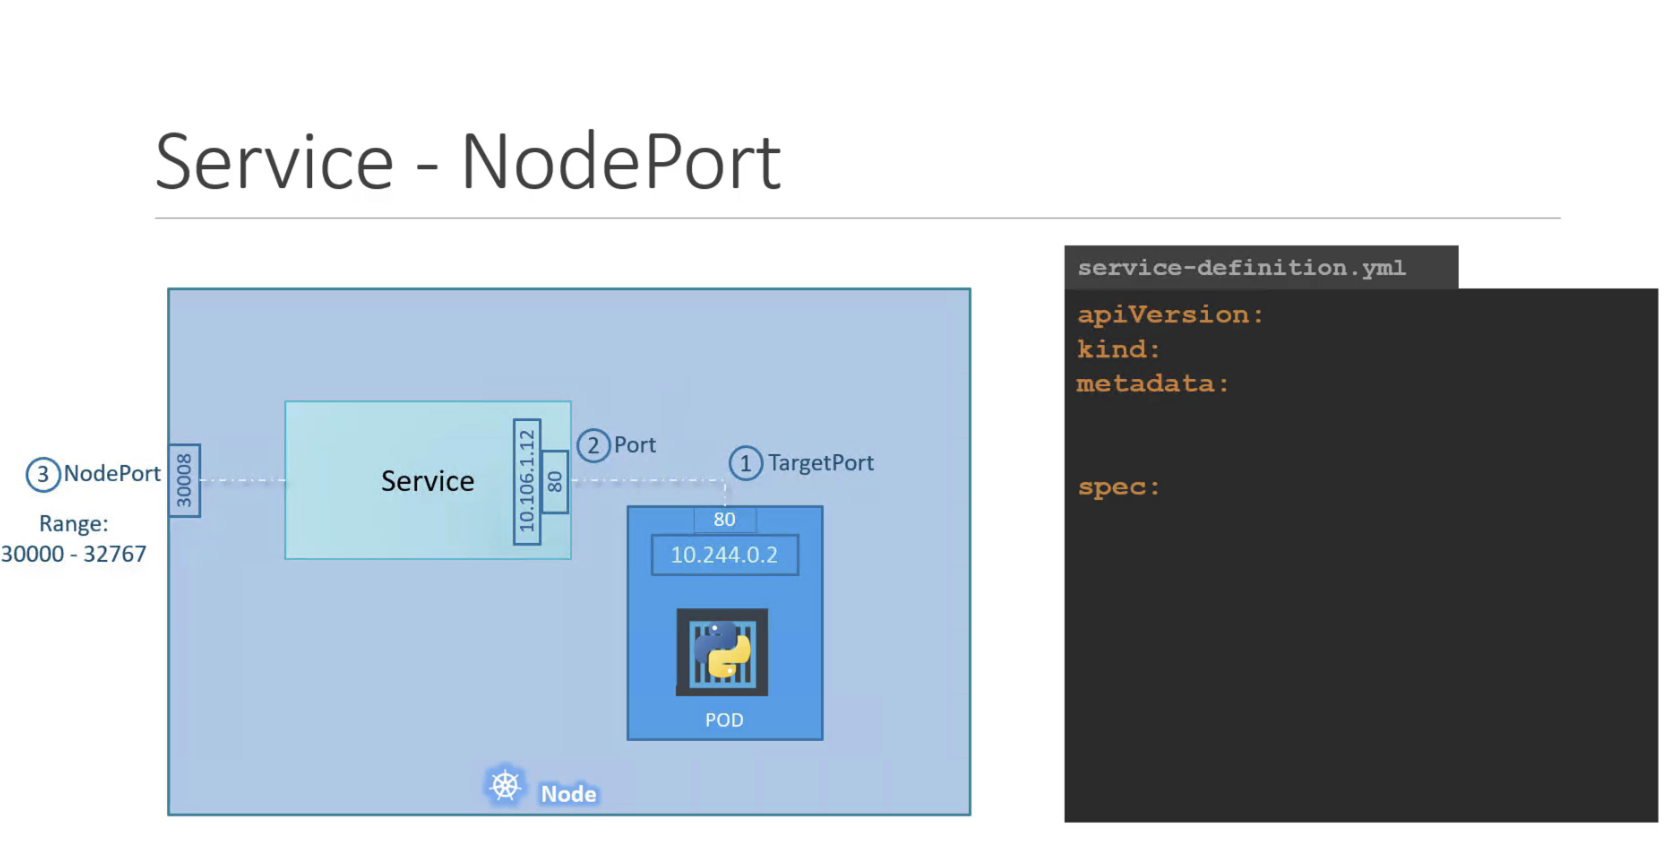 Service - NodePort
service-definition.yml
apiVersion:
kind:
metadata:
spec:
3 NodePort
Range:
30000 - 32767
30008
Service
10.106.1.12
80
2 Port
1 TargetPort
80
10.244.0.2
POD
Node